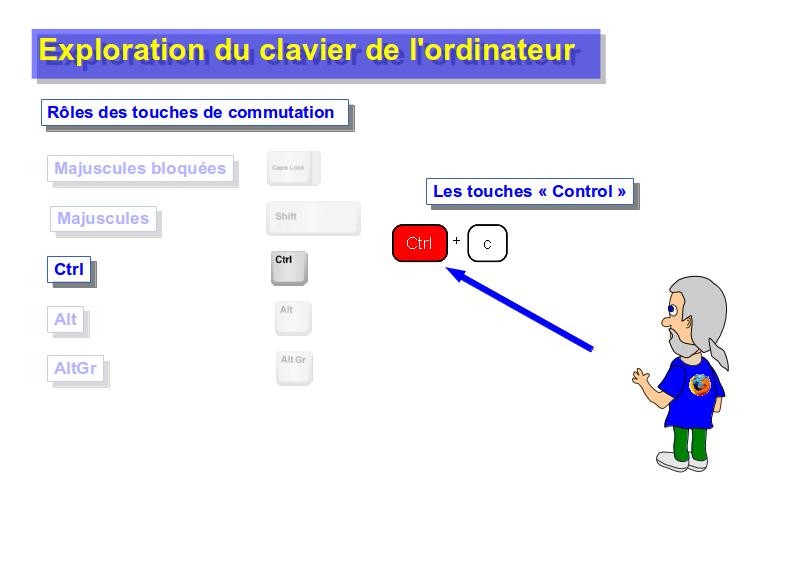 Exploration du clavier de l'ordinateur
Rôles des touches de commutation
Majuscules bloquées
Caps Lock
Les touches « Control »
Majuscules
Shift
Ctrl + c
Ctrl
Ctrl
Alt
Alt
AltGr
Alt Gr